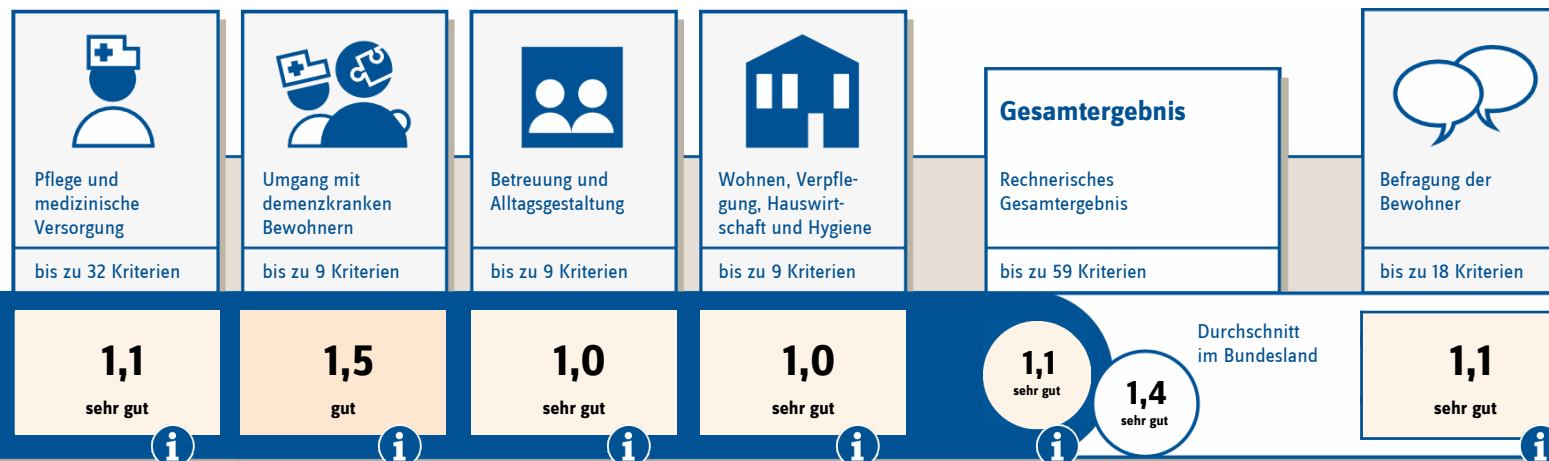 Pflege und
medizinische
Versorgung
bis zu 32 Kriterien
1,1
sehr gut
i
Umgang mit
demenzkranken
Bewohnern
bis zu 9 Kriterien
1,5
gut
i
Betreuung und
Alltagsgestaltung
bis zu 9 Kriterien
1,0
sehr gut
i
Wohnen, Verpfle-
gung, Hauswirt-
schaft und Hygiene
bis zu 9 Kriterien
1,0
sehr gut
i
Gesamtergebnis
Rechnerisches
Gesamtergebnis
bis zu 59 Kriterien
1,1
sehr gut
i
1,4
sehr gut
Durchschnitt
im Bundesland
Befragung der
Bewohner
bis zu 18 Kriterien
1,1
sehr gut
i